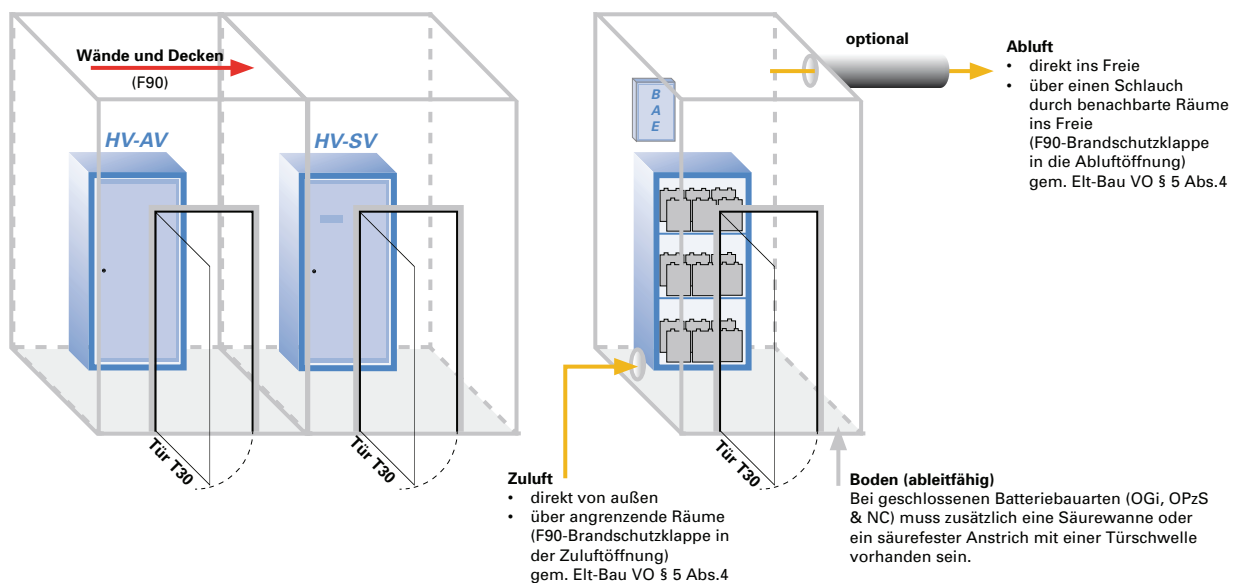 Wände und Decken
(F90)
HV-AV
HV-SV
Tür T30
Tür T30
B
A
E
optional
Abluft
• direkt ins Freie
• über einen Schlauch
durch benachbarte Räume
ins Freie
(F90-Brandschutzklappe
in die Abluftöffnung)
gem. Elt-Bau VO § 5 Abs.4
Tür T30
Zuluft
• direkt von außen
• über angrenzende Räume
(F90-Brandschutzklappe in
der Zuluftöffnung)
gem. Elt-Bau VO § 5 Abs.4
Boden (ableitfähig)
Bei geschlossenen Batteriebauarten (OGi, OPzS
& NC) muss zusätzlich eine Säurewanne oder
ein säurefester Anstrich mit einer Türschwelle
vorhanden sein.